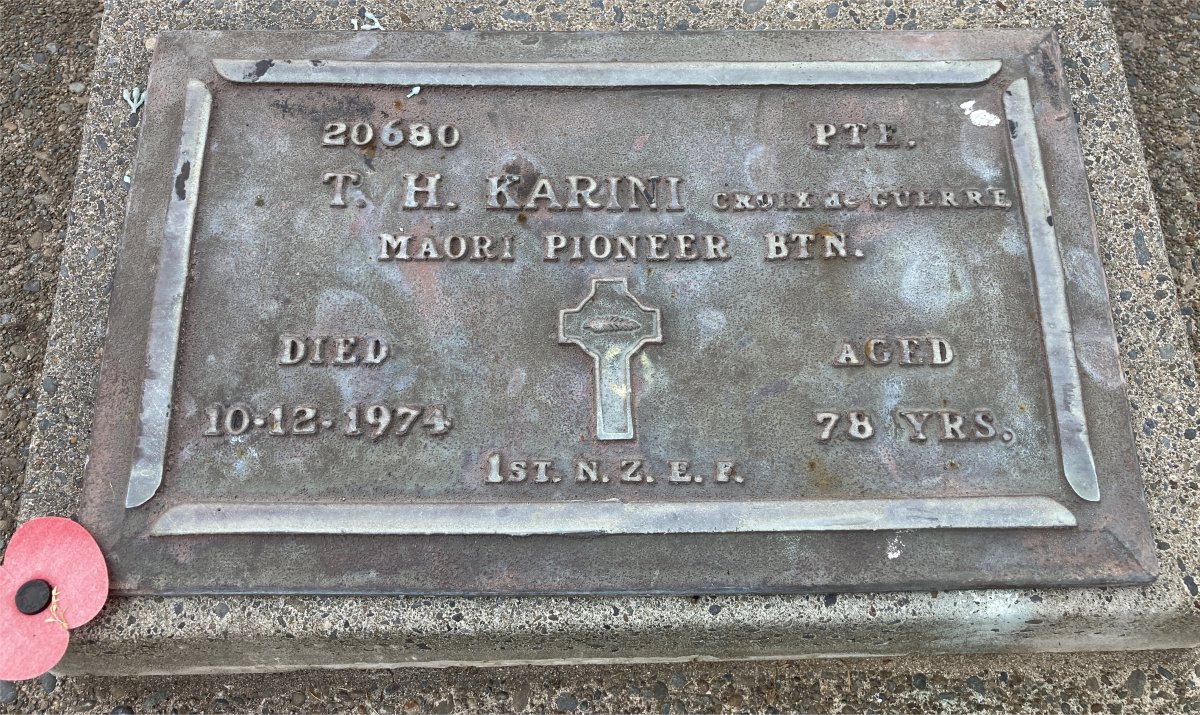 20680 PTE.
T. H. KARINI CROIX de GUERRE
MAORI PIONEER BTN.
DIED AGED
10·12·1974 78 YRS.
1ST. N. Z. E. F.